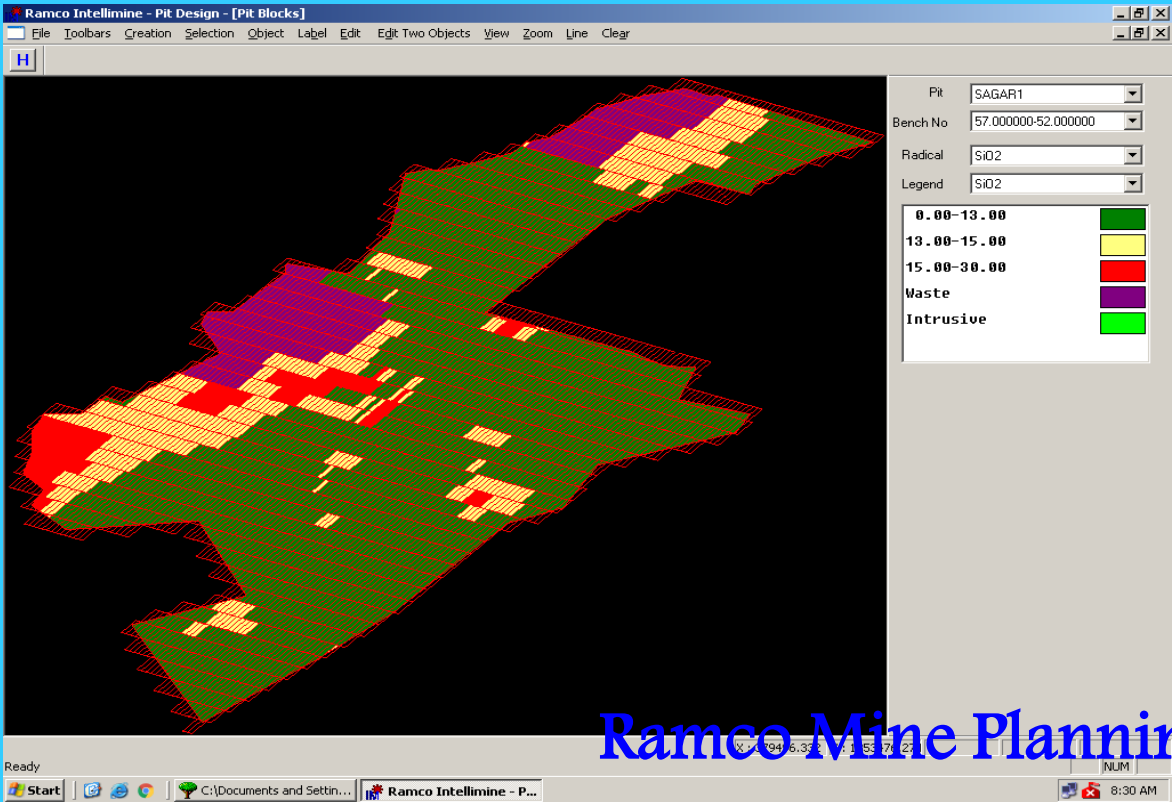 Ramco Intellimine - Pit Design - [Pit Blocks]
File Toolbars Creation Selection Object Label Edit Edit Two Objects View Zoom Line Clear
H
Pit SAGAR1
Bench No 57.000000-52.000000
Radical SiO2
Legend SiO2
0.00-13.00
13.00-15.00
15.00-30.00
Waste
Intrusive
Ramco Mine Plannin
Ready
NUM
Start C:\Documents and Settin... Ramco Intellimine - P... 8:30 AM